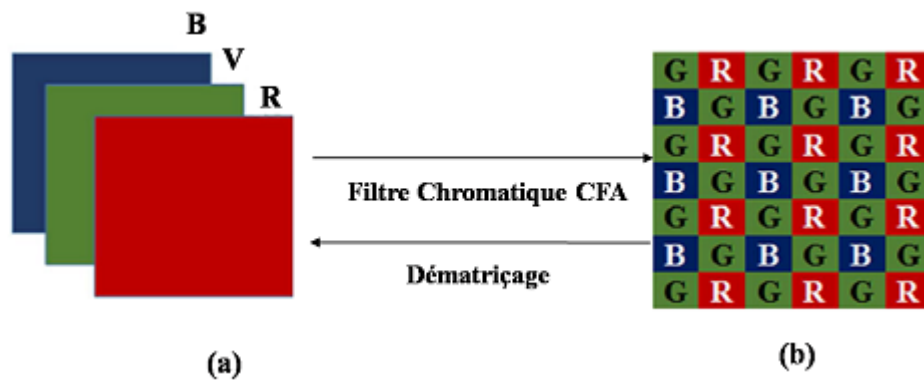 B
V
R
Filtre Chromatique CFA
Dématriçage
(a)
G R G R G R
B G B G B G
G R G R G R
B G B G B G
G R G R G R
B G B G B G
G R G R G R
(b)